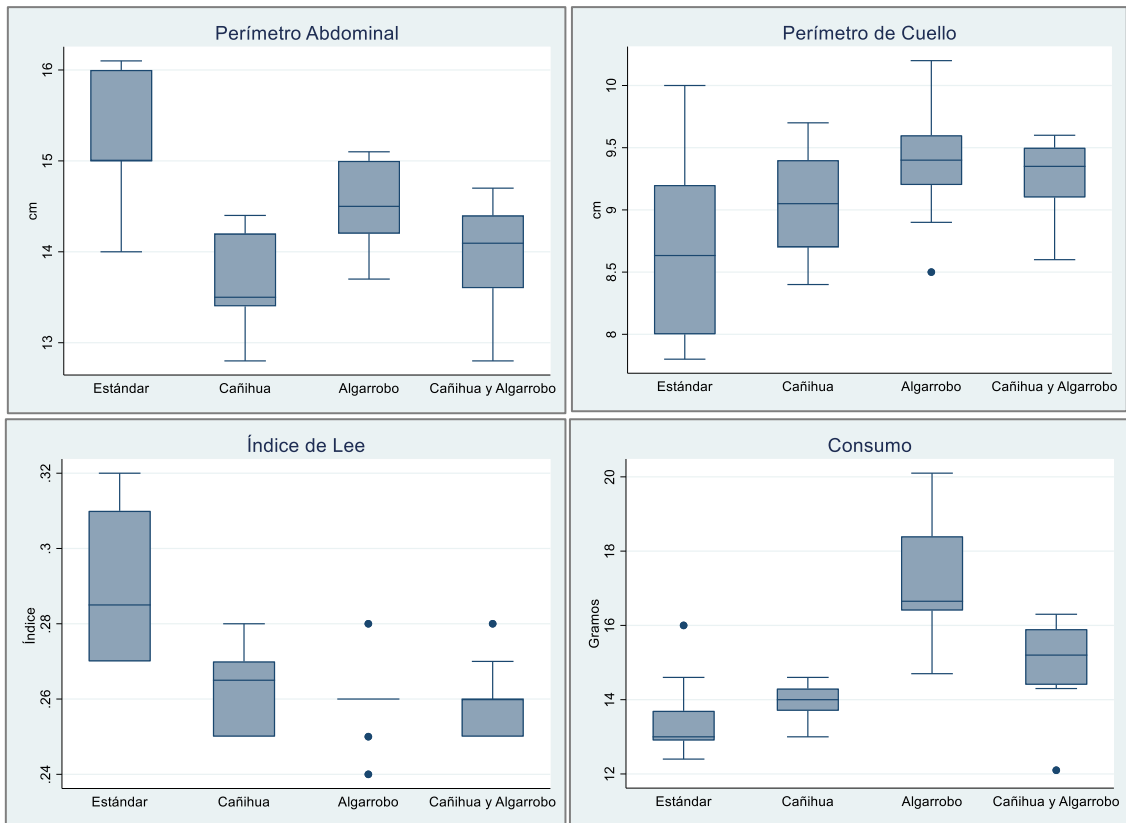 Perímetro Abdominal
16
15
14
13
cm
Estándar Cañihua Algarrobo Cañihua y Algarrobo
Perímetro de Cuello
10
9.5
9
8.5
8
cm
Estándar Cañihua Algarrobo Cañihua y Algarrobo
Índice de Lee
.32
.3
.28
.26
.24
Índice
Estándar Cañihua Algarrobo Cañihua y Algarrobo
Consumo
20
18
16
14
12
Gramos
Estándar Cañihua Algarrobo Cañihua y Algarrobo